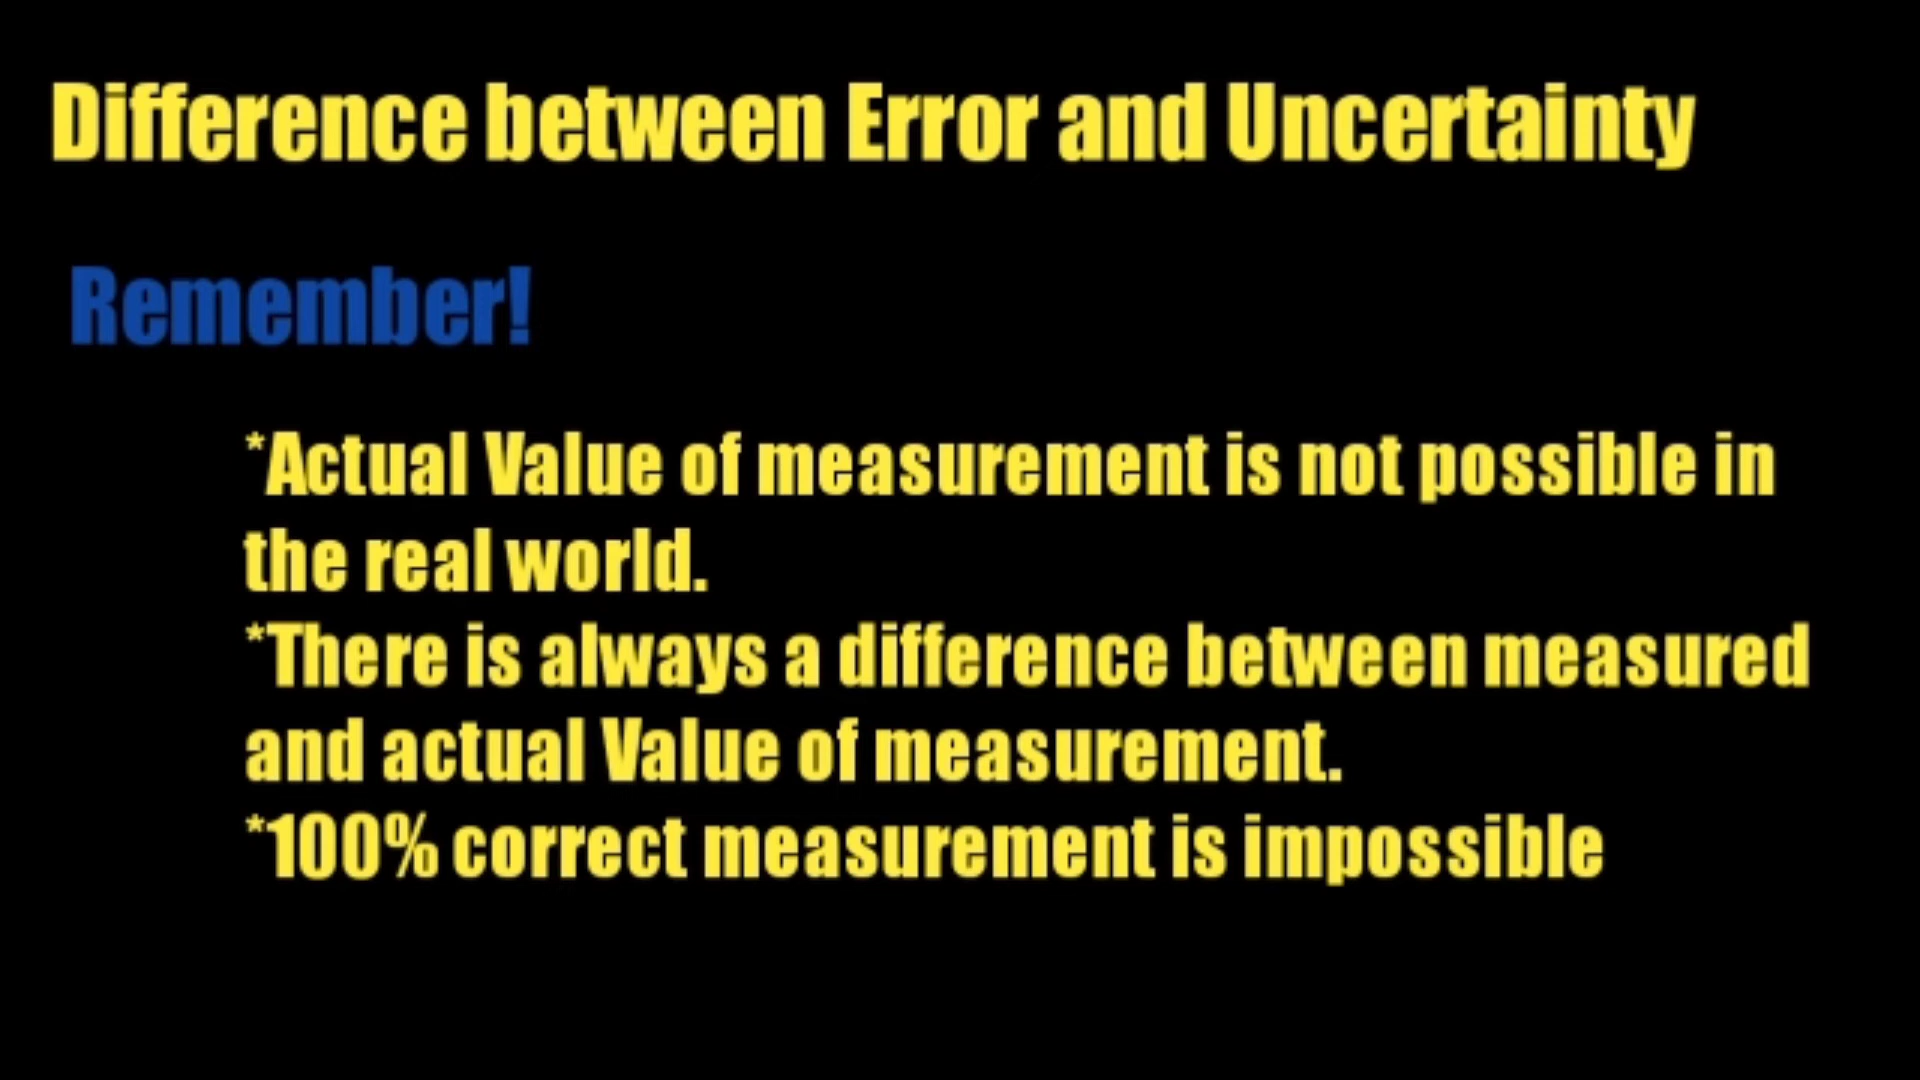 Difference between Error and Uncertainty
Remember!
*Actual Value of measurement is not possible in
the real world.
*There is always a difference between measured
and actual Value of measurement.
*100% correct measurement is impossible